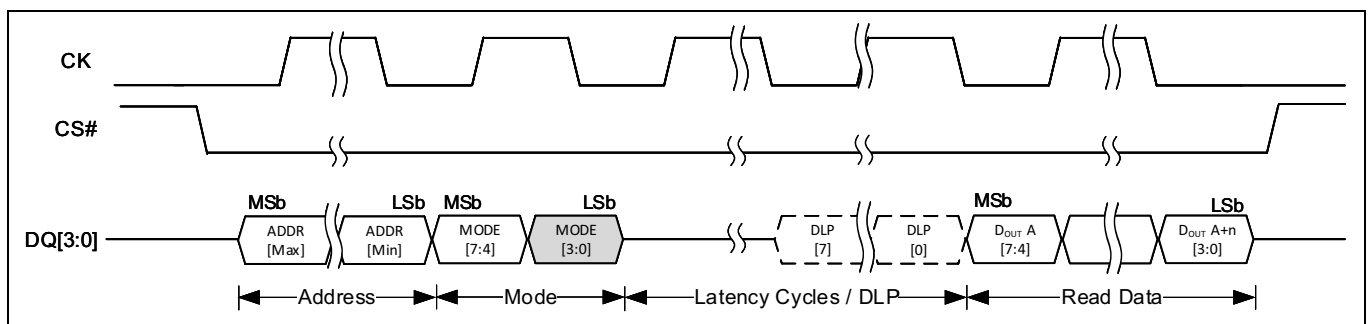 CK
CS#
MSb LSb MSb LSb MSb LSb
DQ[3:0] ADDR [Max] ADDR [Min] MODE [7:4] MODE [3:0] DLP [7] DLP [0] DOUT A [7:4] DOUT A+n [3:0]
Address Mode Latency Cycles / DLP Read Data